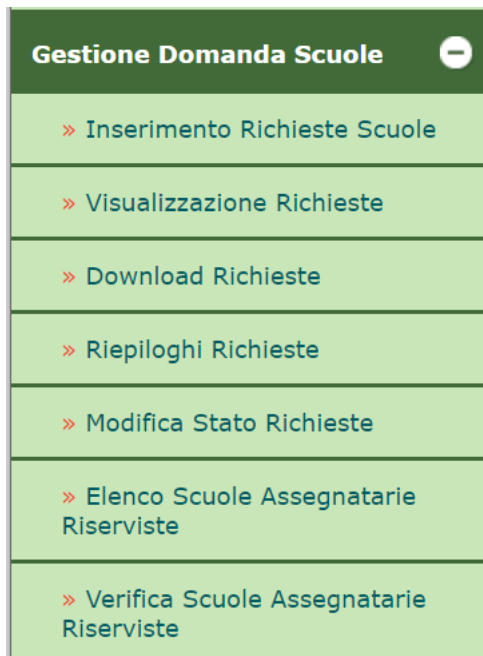 Gestione Domanda Scuole
» Inserimento Richieste Scuole
» Visualizzazione Richieste
» Download Richieste
» Riepiloghi Richieste
» Modifica Stato Richieste
» Elenco Scuole Assegnatarie
Riserviste
» Verifica Scuole Assegnatarie
Riserviste